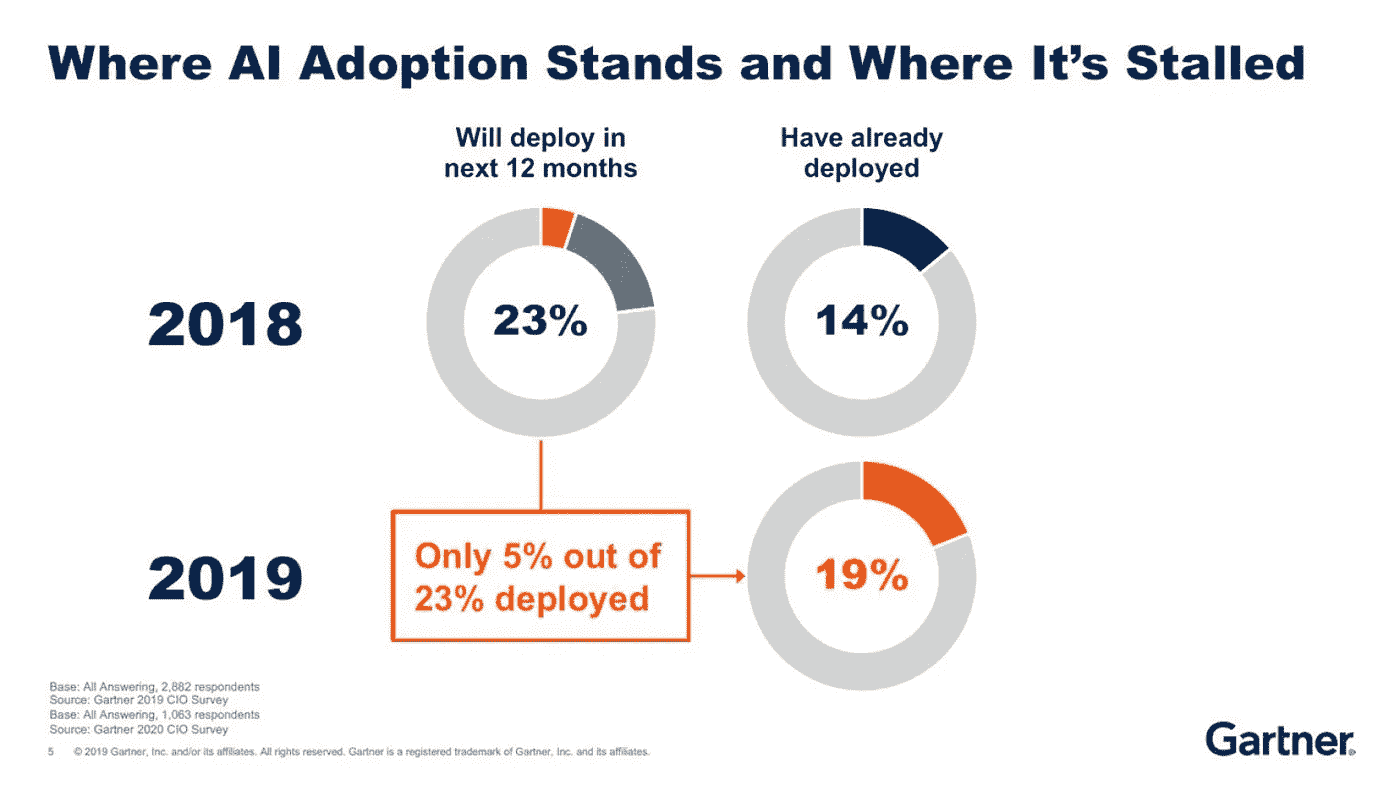 Where AI Adoption Stands and Where It's Stalled
Will deploy in
next 12 months
Have already
deployed
2018
23%
14%
2019
Only 5% out of
23% deployed
19%
Base: All Answering, 2,882 respondents
Source: Gartner 2019 CIO Survey
Base: All Answering, 1,063 respondents
Source: Gartner 2020 CIO Survey
5 © 2019 Gartner, Inc. and/or its affiliates. All rights reserved. Gartner is a registered trademark of Gartner, Inc. and its affiliates.
Gartner®